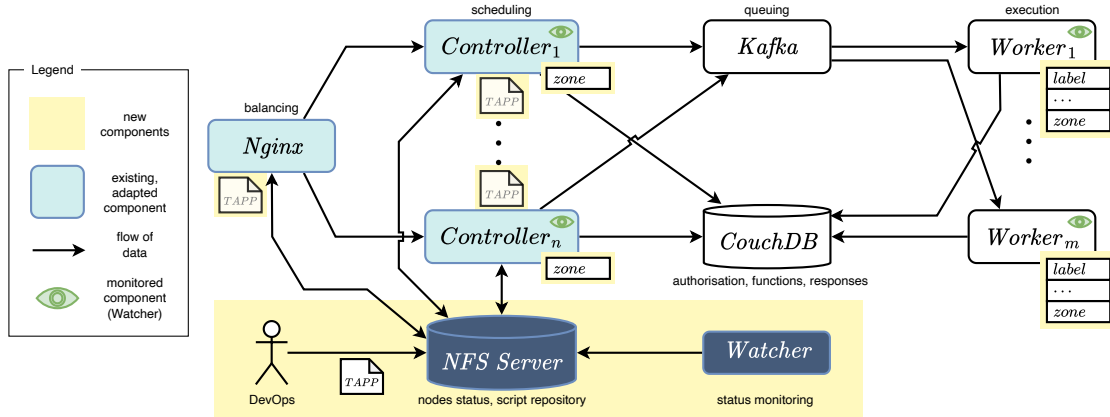 scheduling
queuing
execution
Controller₁
Kafka
Worker₁
zone
label
...
zone
TAPP
Legend
new
components
existing,
adapted
component
flow of
data
monitored
component
(Watcher)
balancing
Nginx
TAPP
TAPP
Controllerₙ
zone
CouchDB
authorisation, functions, responses
Workerₘ
label
...
zone
DevOps
TAPP
NFS Server
nodes status, script repository
Watcher
status monitoring